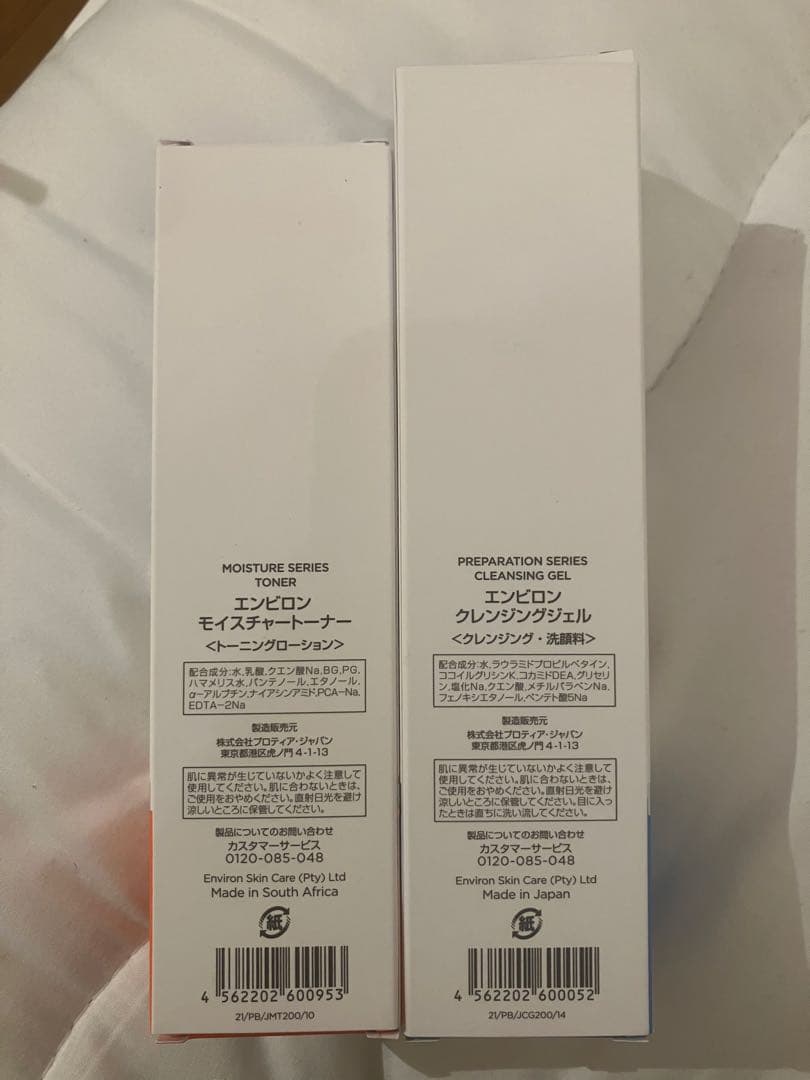 MOISTURE SERIES
TONER
エンビロン
モイスチャートーナー
<トーニングローション>
配合成分:水,乳酸,クエン酸Na,BG,PG,
ハマメリス水,パンテノール,エタノール,
α-アルブチン,ナイアシンアミド,PCA-Na,
EDTA-2Na
製造販売元
株式会社プロティア・ジャパン
東京都港区虎ノ門 4-1-13
肌に異常が生じていないかよく注意して
使用してください。肌に合わないときは、
ご使用をおやめください。直射日光を避け
涼しいところに保管してください。
製品についてのお問い合わせ
カスタマーサービス
0120-085-048
Environ Skin Care (Pty) Ltd
Made in South Africa
紙
4 562202 600953
21/PB/JMT200/10
PREPARATION SERIES
CLEANSING GEL
エンビロン
クレンジングジェル
<クレンジング・洗顔料>
配合成分:水,ラウラミドプロピルベタイン,
ココイルグリシンK,コカミドDEA,グリセリ
ン,塩化Na,クエン酸,メチルパラベンNa,
フェノキシエタノール,ペンテト酸5Na
製造販売元
株式会社プロティア・ジャパン
東京都港区虎ノ門 4-1-13
肌に異常が生じていないかよく注意して
使用してください。肌に合わないときは、
ご使用をおやめください。直射日光を避け
涼しいところに保管してください。目に入っ
たときは直ちに洗い流してください。
製品についてのお問い合わせ
カスタマーサービス
0120-085-048
Environ Skin Care (Pty) Ltd
Made in Japan
紙
4 562202 600052
21/PB/JCG200/14